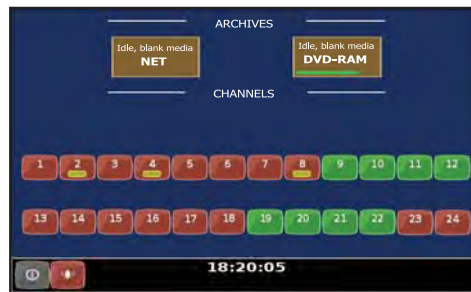 ARCHIVES
Idle, blank media
NET
Idle, blank media
DVD-RAM
CHANNELS
1 2 3 4 5 6 7 8 9 10 11 12
13 14 15 16 17 18 19 20 21 22 23 24
18:20:05